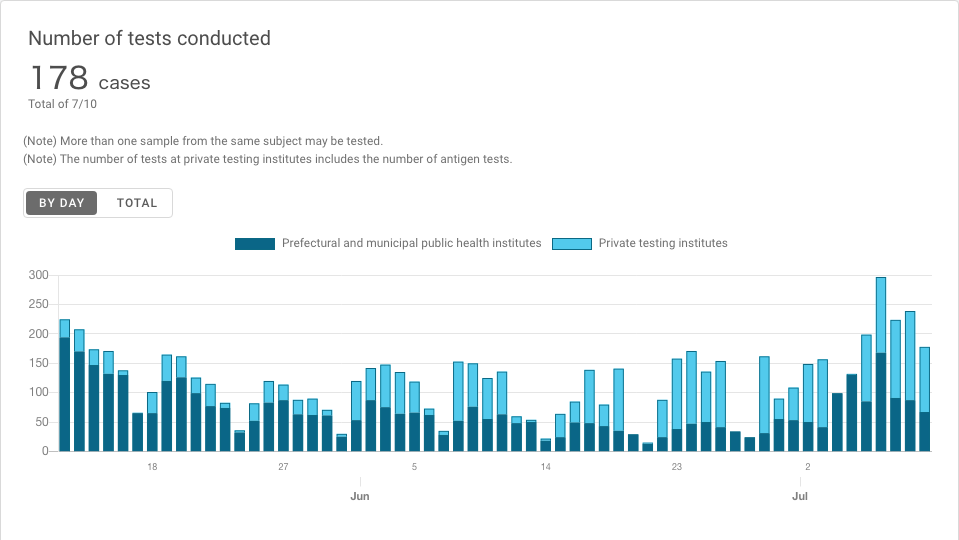 Number of tests conducted
178 cases
Total of 7/10
(Note) More than one sample from the same subject may be tested.
(Note) The number of tests at private testing institutes includes the number of antigen tests.
BY DAY TOTAL
Prefectural and municipal public health institutes Private testing institutes
300
250
200
150
100
50
0
18 27 5 14 23 2
Jun Jul